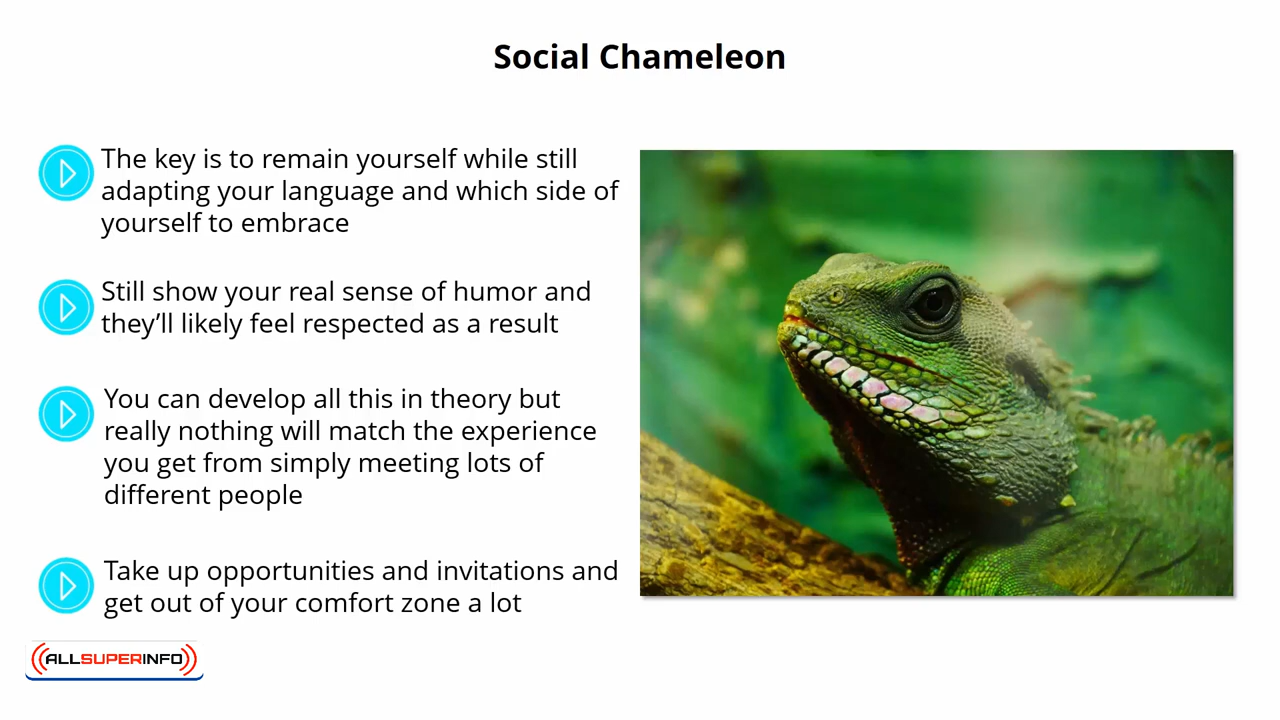 Social Chameleon
The key is to remain yourself while still
adapting your language and which side of
yourself to embrace
Still show your real sense of humor and
they’ll likely feel respected as a result
You can develop all this in theory but
really nothing will match the experience
you get from simply meeting lots of
different people
Take up opportunities and invitations and
get out of your comfort zone a lot
ALLSUPERINFO